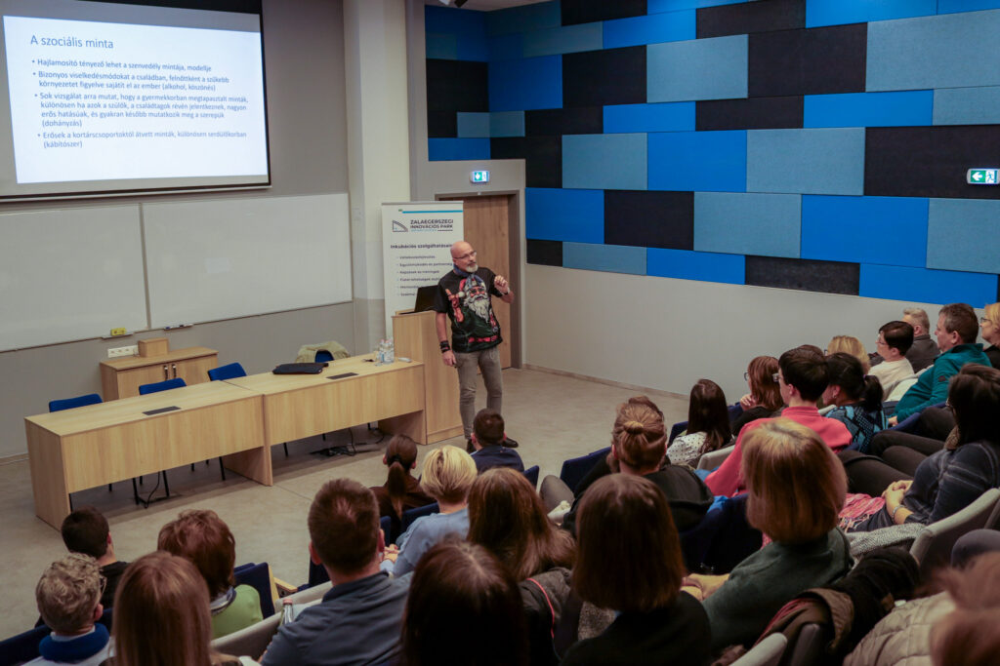 A szociális minta
• Hajlamosító tényező lehet a szenvedély mintája, modellje
• Bizonyos viselkedésmódokat a családban, felnőttként a szűkebb
környezetet figyelve sajátít el az ember (alkohol, köszönés)
• Sok vizsgálat arra mutat, hogy a gyermekkorban megtapasztalt minták,
különösen ha azok a szülők, a családtagok révén jelentkeznek, nagyon
erős hatásúak, és gyakran később mutatkozik meg a szerepük
(dohányzás)
• Erősek a kortárscsoportoktól átvett minták, különösen serdülőkorban
(kábítószer)
ZALAEGERSZEGI
INNOVÁCIÓS PARK
Inkubációs szolgáltatások